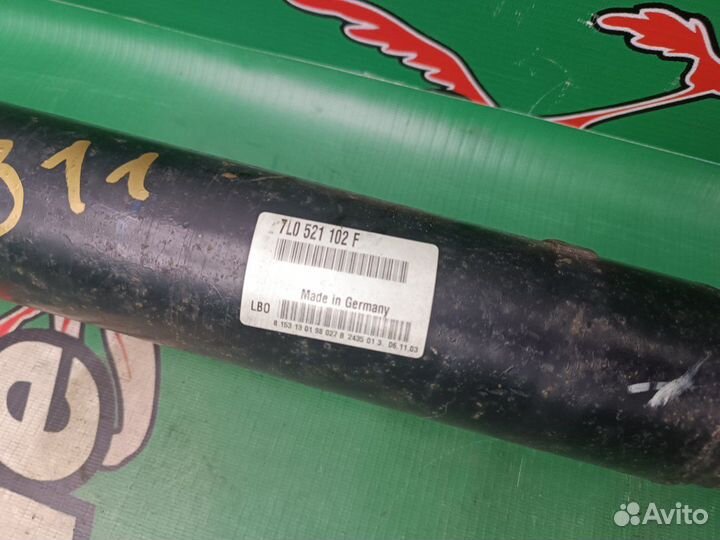 311
7L0 521 102 F
Made in Germany
LBO
8 153 13 01 98 027 8 2435 01 3 06.11.03
Avito